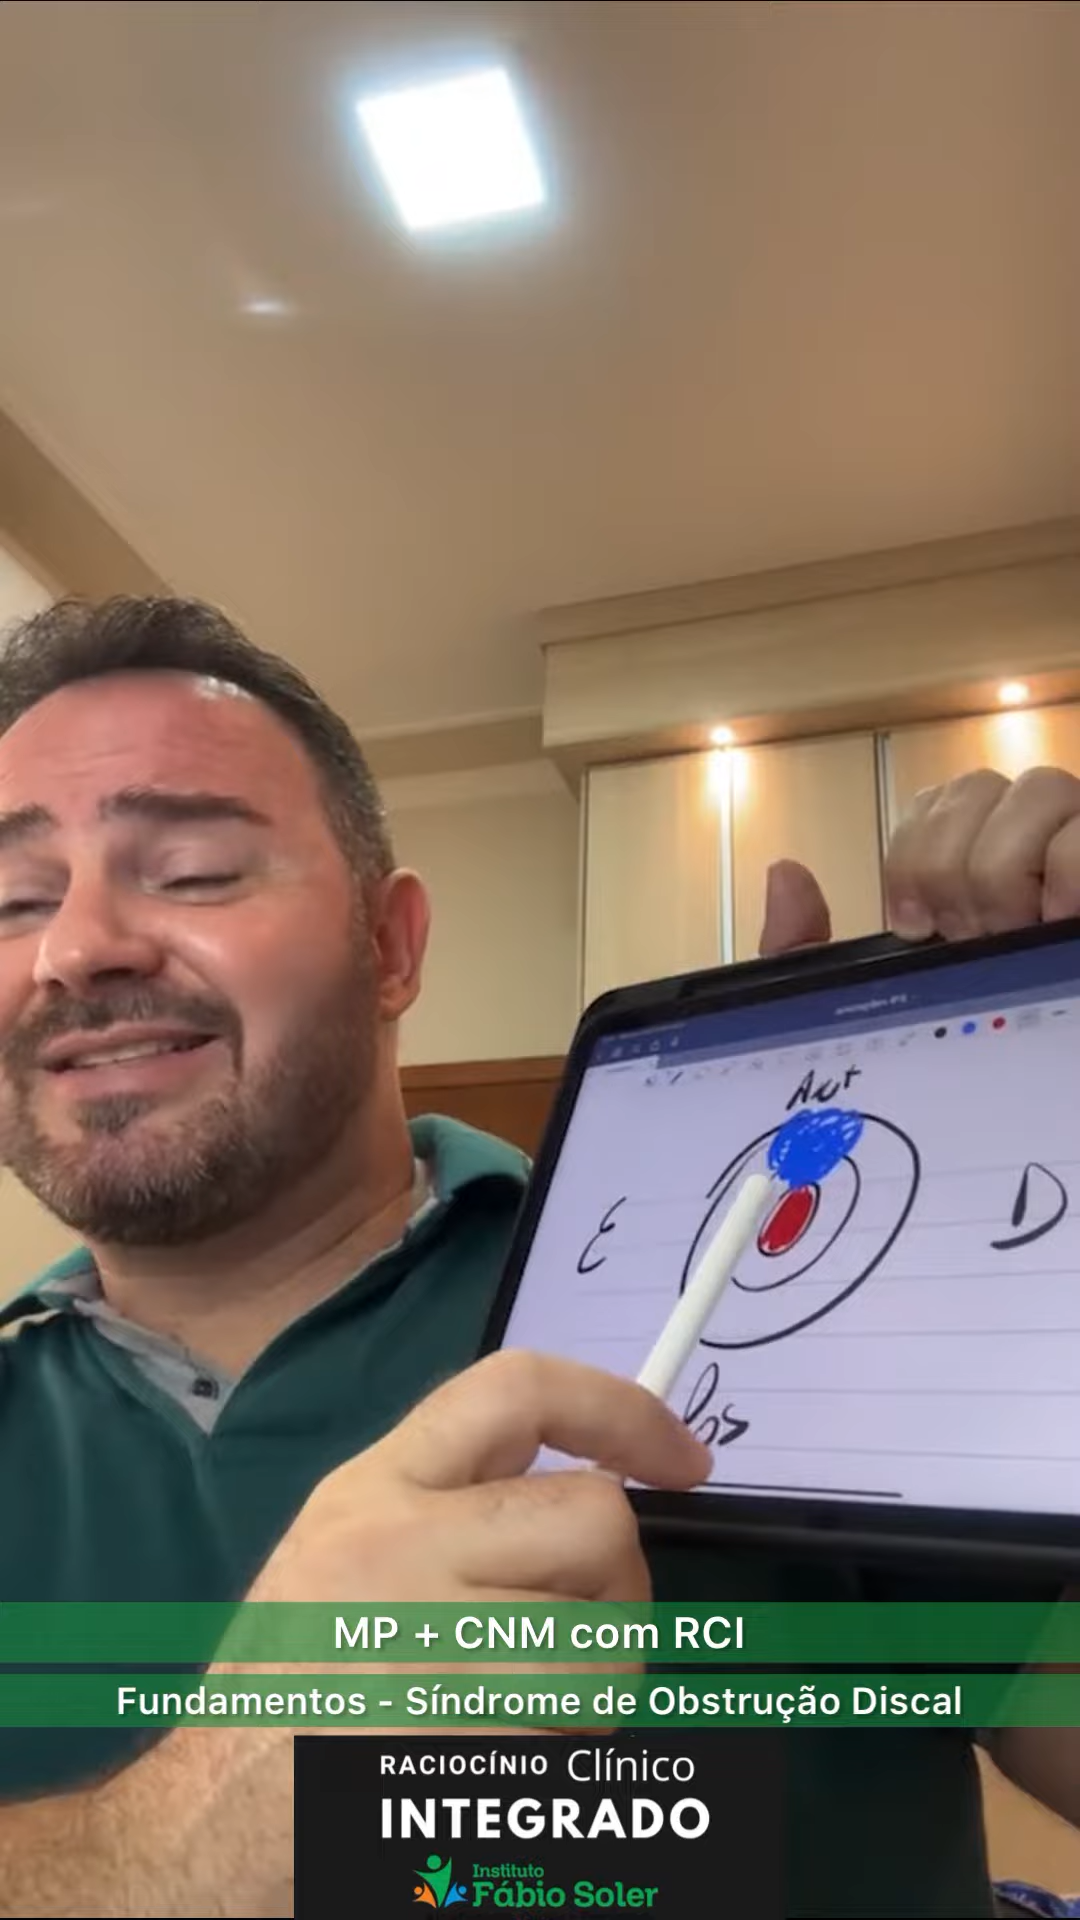 Ant
E
D
Pos
MP + CNM com RCI
Fundamentos - Síndrome de Obstrução Discal
RACIOCÍNIO Clínico
INTEGRADO
Instituto
Fábio Soler